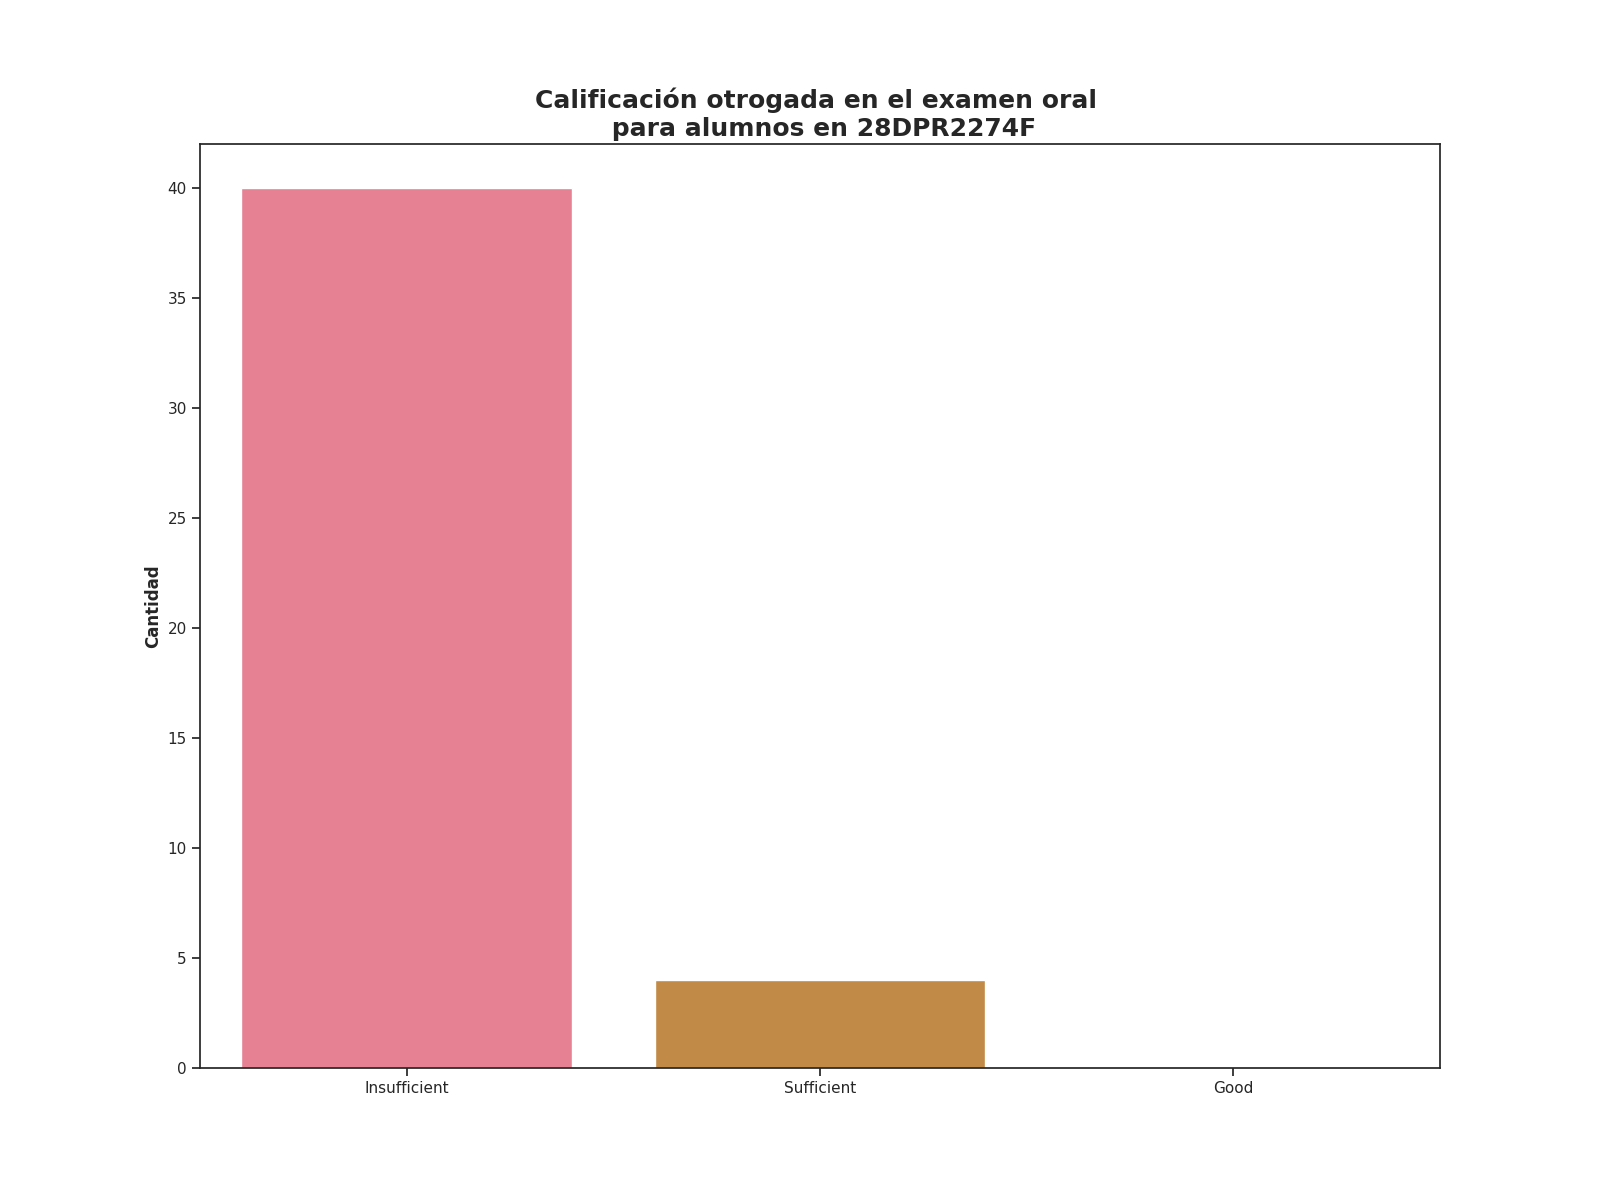 Calificación otrogada en el examen oral
para alumnos en 28DPR2274F
Cantidad
40
35
30
25
20
15
10
5
0
Insufficient
Sufficient
Good